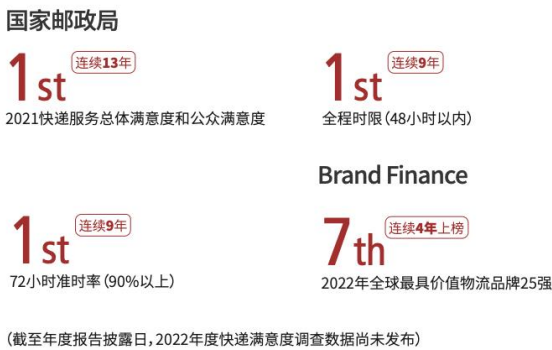 国家邮政局
1st 连续13年
2021快递服务总体满意度和公众满意度
1st 连续9年
全程时限（48小时以内）
1st 连续9年
72小时准时率（90%以上）
Brand Finance
7th 连续4年上榜
2022年全球最具价值物流品牌25强
（截至年度报告披露日，2022年度快递满意度调查数据尚未发布）